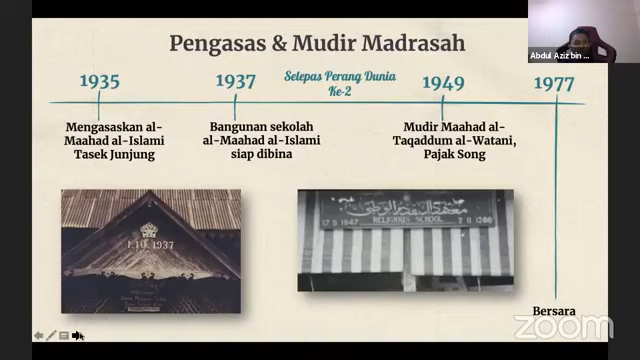 Abdul Aziz bin ...
Pengasas & Mudir Madrasah
1935
1937
Selepas Perang Dunia
Ke-2
1949
1977
Mengasaskan al-
Maahad al-Islami
Tasek Junjung
Bangunan sekolah
al-Maahad al-Islami
siap dibina
Mudir Maahad al-
Taqaddum al-Watani,
Pajak Song
1.10.1937
RELIGIOUS SCHOOL
Bersara
zoom